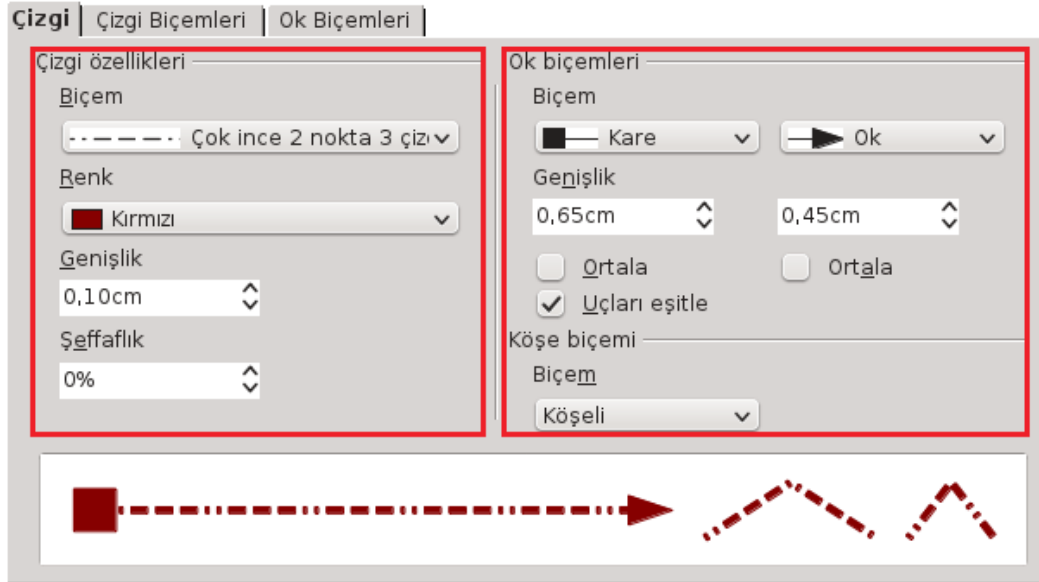 Çizgi Çizgi Biçemleri Ok Biçemleri
Çizgi özellikleri
Biçem
Çok ince 2 nokta 3 çiz
Renk
Kırmızı
Genişlik
0,10cm
Şeffaflık
0%
Ok biçemleri
Biçem
Kare Ok
Genişlik
0,65cm 0,45cm
Ortala Ortala
Uçları eşitle
Köşe biçemi
Biçem
Köşeli